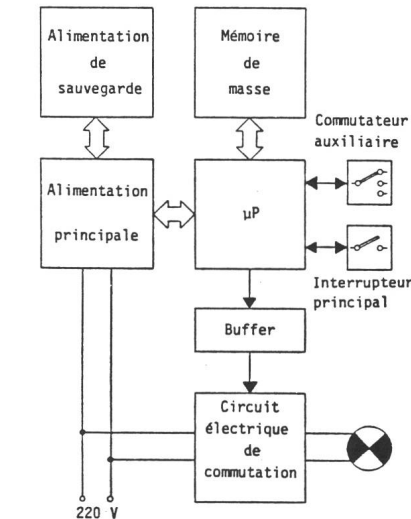 Alimentation
de
sauvegarde
Mémoire
de
masse
Commutateur
auxiliaire
Alimentation
principale
µP
Interrupteur
principal
Buffer
Circuit
électrique
de
commutation
220 V